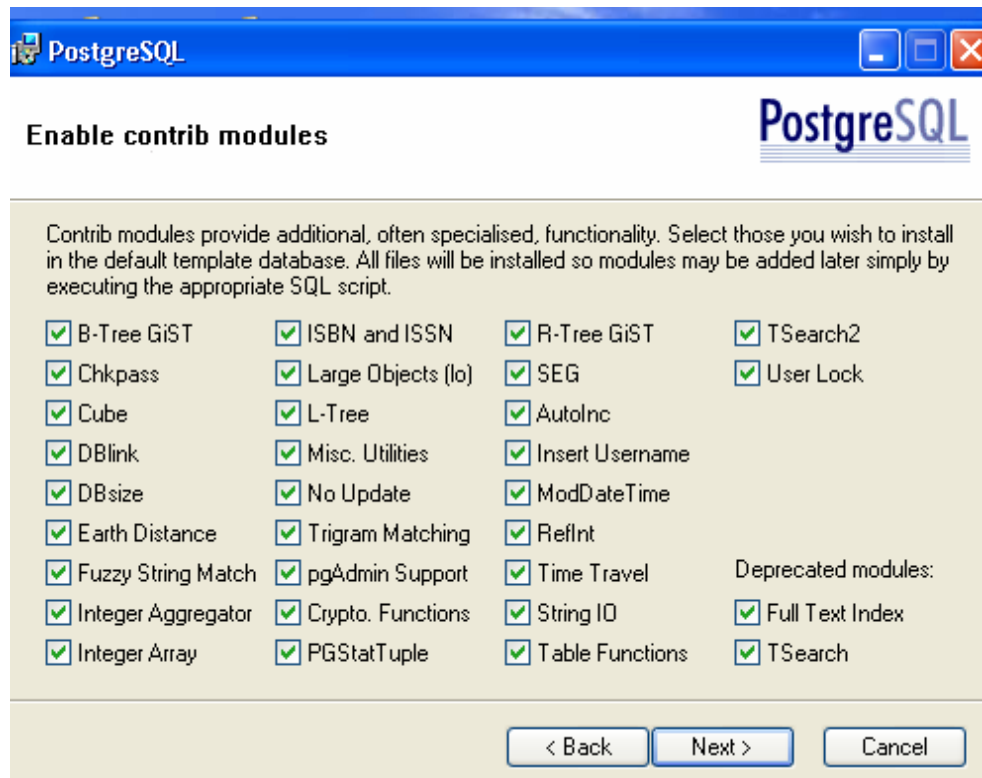 PostgreSQL
Enable contrib modules
PostgreSQL
Contrib modules provide additional, often specialised, functionality. Select those you wish to install
in the default template database. All files will be installed so modules may be added later simply by
executing the appropriate SQL script.
B-Tree GiST ISBN and ISSN R-Tree GiST TSearch2
Chkpass Large Objects (lo) SEG User Lock
Cube L-Tree AutoInc
DBlink Misc. Utilities Insert Username
DBsize No Update ModDateTime
Earth Distance Trigram Matching RefInt
Fuzzy String Match pgAdmin Support Time Travel Deprecated modules:
Integer Aggregator Crypto. Functions String IO Full Text Index
Integer Array PGStatTuple Table Functions TSearch
< Back Next > Cancel